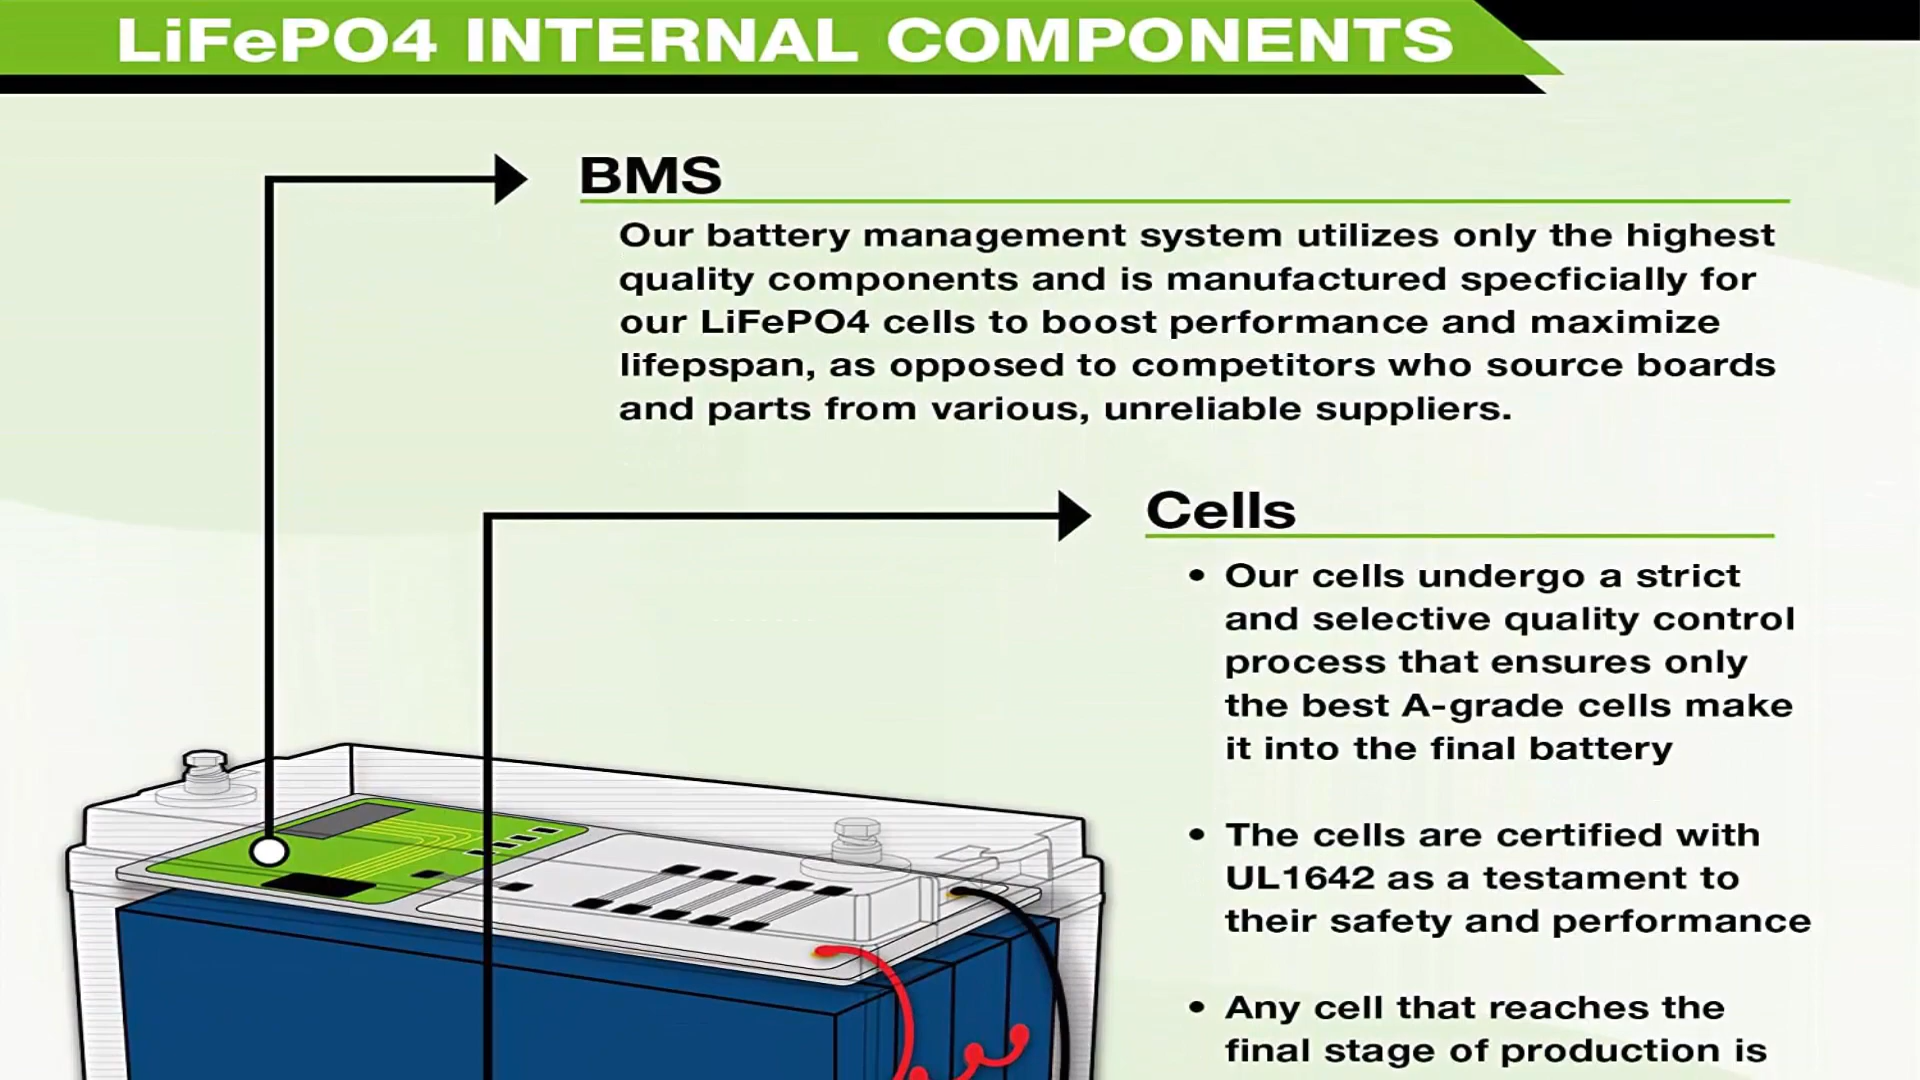 LiFePO4 INTERNAL COMPONENTS
BMS
Our battery management system utilizes only the highest
quality components and is manufactured specficially for
our LiFePO4 cells to boost performance and maximize
lifepspan, as opposed to competitors who source boards
and parts from various, unreliable suppliers.
Cells
• Our cells undergo a strict
and selective quality control
process that ensures only
the best A-grade cells make
it into the final battery
• The cells are certified with
UL1642 as a testament to
their safety and performance
• Any cell that reaches the
final stage of production is